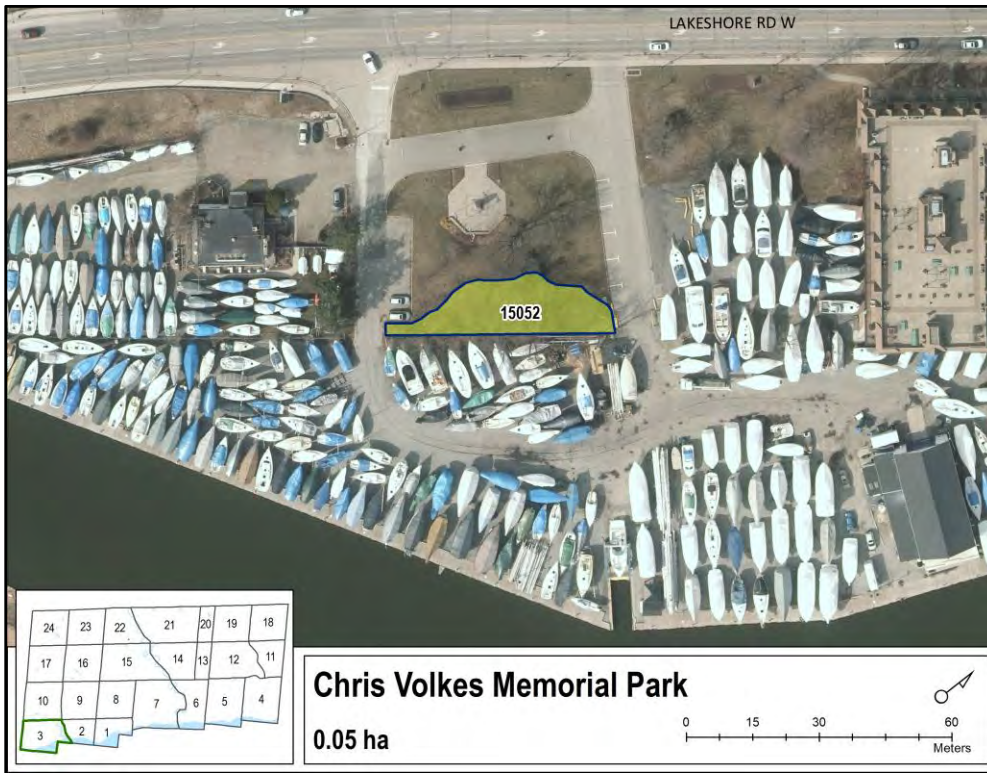 LAKESHORE RD W
15052
24 23 22 21 20 19 18
17 16 15 14 13 12 11
10 9 8 7 6 5 4
3 2 1
Chris Volkes Memorial Park
0.05 ha
0 15 30 60
Meters